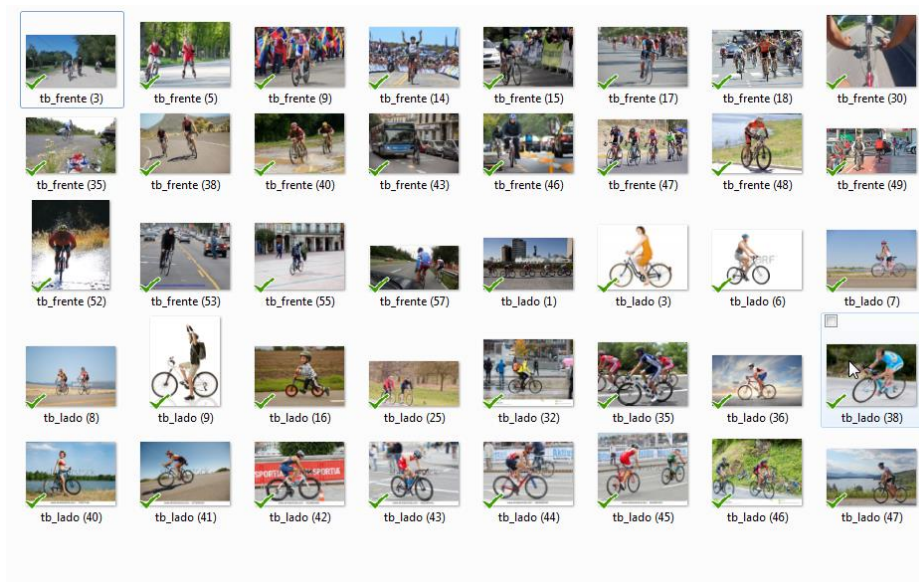 tb_frente (3) tb_frente (5) tb_frente (9) tb_frente (14) tb_frente (15) tb_frente (17) tb_frente (18) tb_frente (30)
tb_frente (35) tb_frente (38) tb_frente (40) tb_frente (43) tb_frente (46) tb_frente (47) tb_frente (48) tb_frente (49)
tb_frente (52) tb_frente (53) tb_frente (55) tb_frente (57) tb_lado (1) tb_lado (3) tb_lado (6) tb_lado (7)
tb_lado (8) tb_lado (9) tb_lado (16) tb_lado (25) tb_lado (32) tb_lado (35) tb_lado (36) tb_lado (38)
SPORTIA SPORTIA
tb_lado (40) tb_lado (41) tb_lado (42) tb_lado (43) tb_lado (44) tb_lado (45) tb_lado (46) tb_lado (47)